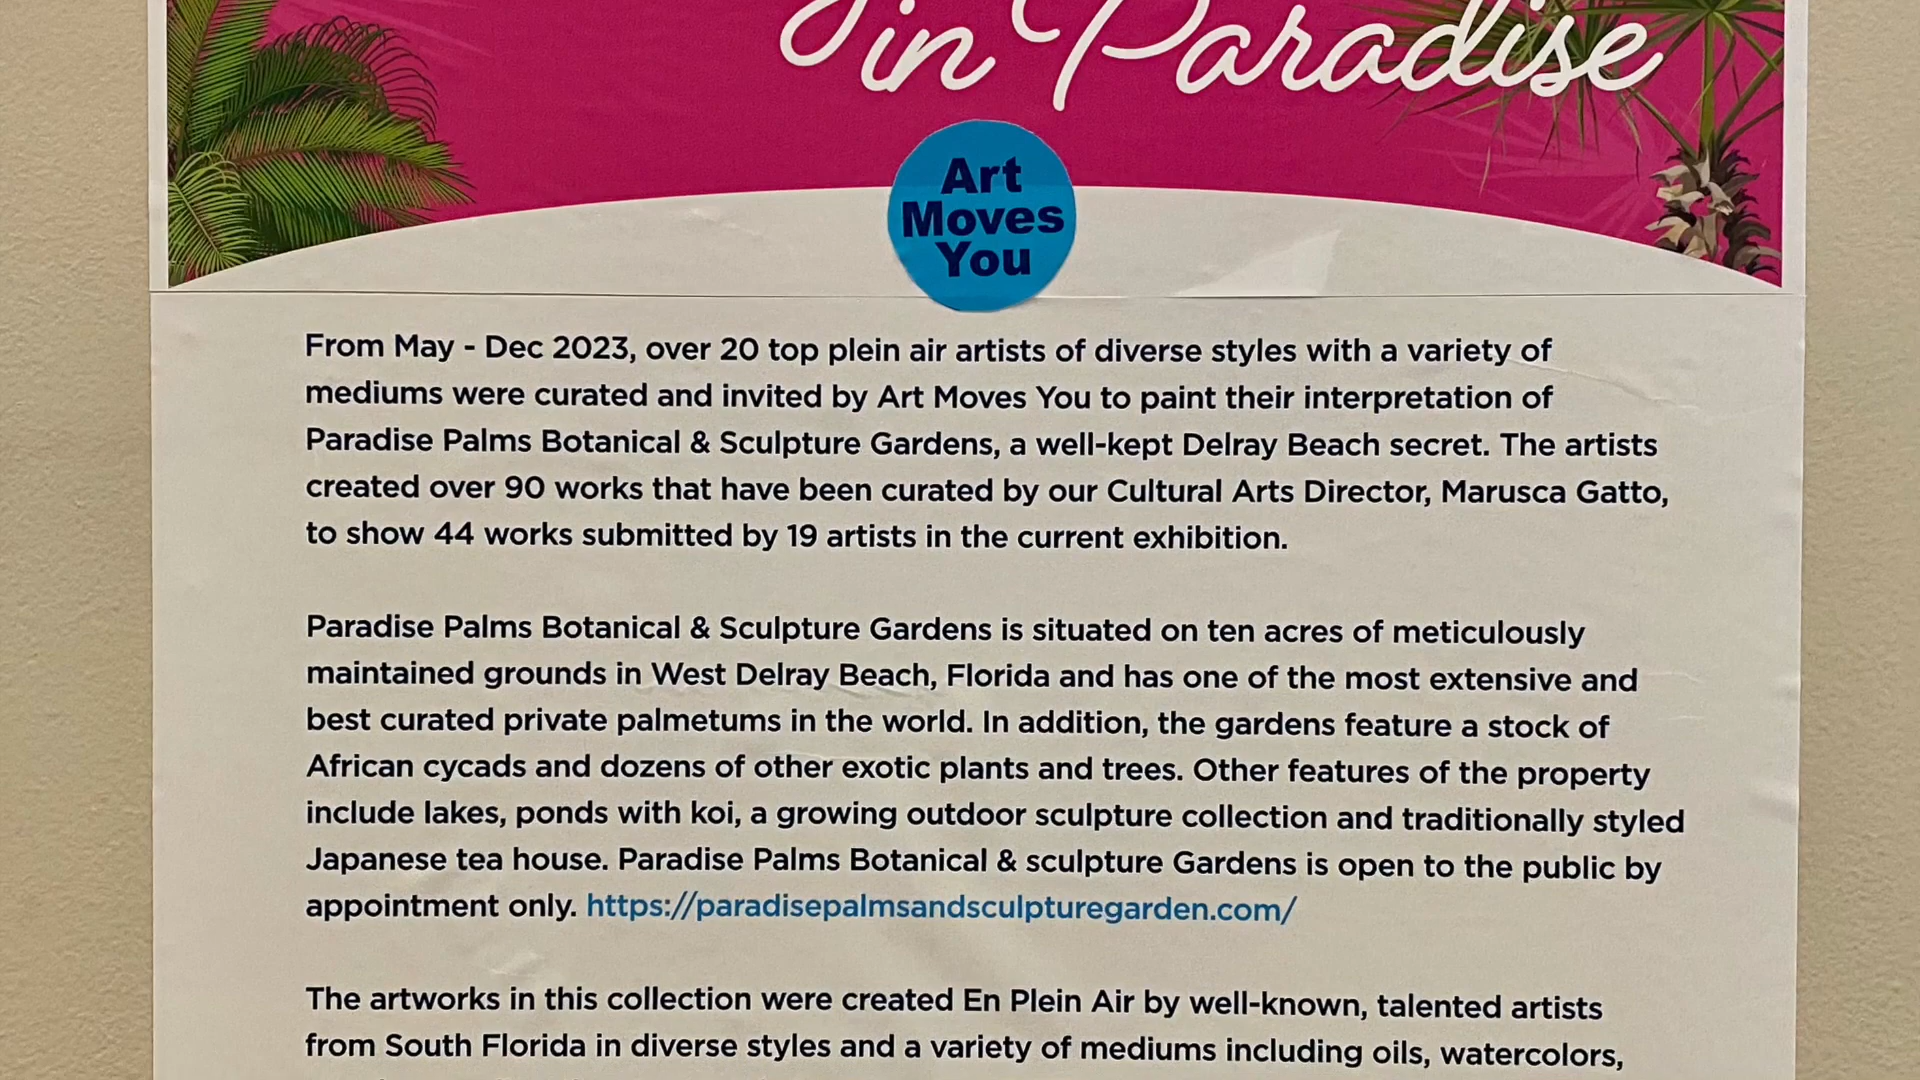 in Paradise
Art
Moves
You
From May - Dec 2023, over 20 top plein air artists of diverse styles with a variety of
mediums were curated and invited by Art Moves You to paint their interpretation of
Paradise Palms Botanical & Sculpture Gardens, a well-kept Delray Beach secret. The artists
created over 90 works that have been curated by our Cultural Arts Director, Marusca Gatto,
to show 44 works submitted by 19 artists in the current exhibition.
Paradise Palms Botanical & Sculpture Gardens is situated on ten acres of meticulously
maintained grounds in West Delray Beach, Florida and has one of the most extensive and
best curated private palmetums in the world. In addition, the gardens feature a stock of
African cycads and dozens of other exotic plants and trees. Other features of the property
include lakes, ponds with koi, a growing outdoor sculpture collection and traditionally styled
Japanese tea house. Paradise Palms Botanical & sculpture Gardens is open to the public by
appointment only. https://paradisepalmsandsculpturegarden.com/
The artworks in this collection were created En Plein Air by well-known, talented artists
from South Florida in diverse styles and a variety of mediums including oils, watercolors,